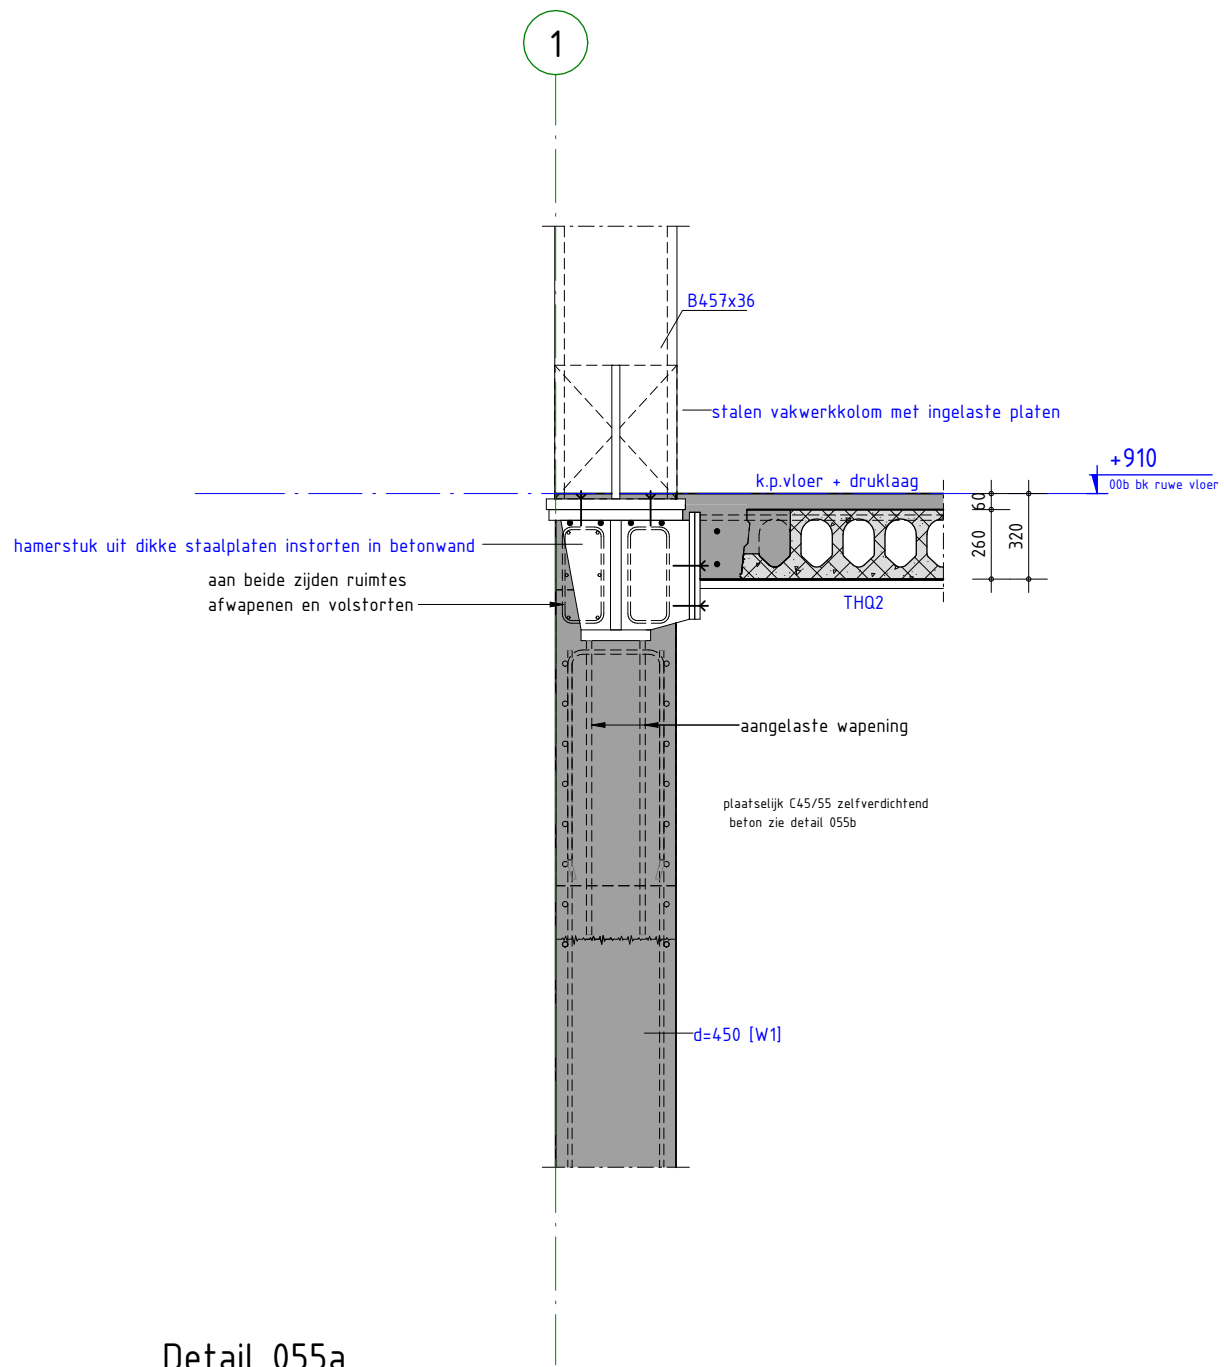 1
B457x36
stalen vakwerkkolom met ingelaste platen
+910
00b bk ruwe vloer
k.p.vloer + druklaag
60
260
320
hamerstuk uit dikke staalplaten instorten in betonwand
aan beide zijden ruimtes
afwapenen en volstorten
THQ2
aangelaste wapening
plaatselijk C45/55 zelfverdichtend
beton zie detail 055b
d=450 [W1]
Detail 055a